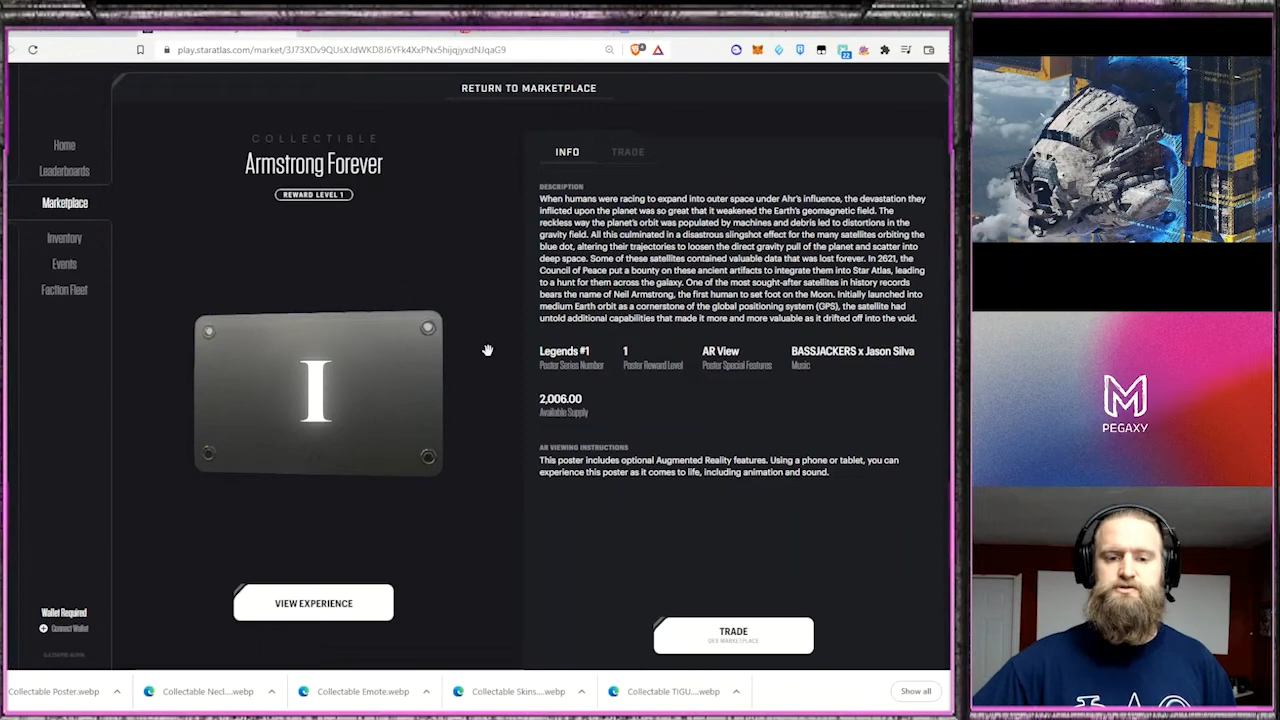 play.staratlas.com/market/3J73XDv9QUsXJdWKD8J6YFk4XxPNx5hijqjyxdNJqaG9
22
RETURN TO MARKETPLACE
Home
Leaderboards
Marketplace
Inventory
Events
Faction Fleet
Wallet Required
Connect Wallet
COLLECTIBLE
Armstrong Forever
REWARD LEVEL 1
I
VIEW EXPERIENCE
INFO
TRADE
DESCRIPTION
When humans were racing to expand into outer space under Ahr's influence, the devastation they
inflicted upon the planet was so great that it weakened the Earth's geomagnetic field. The
reckless way the planet's orbit was populated by machines and debris led to distortions in the
gravity field. All this culminated in a disastrous slingshot effect for the many satellites orbiting the
blue dot, altering their trajectories to loosen the direct gravity pull of the planet and scatter into
deep space. Some of these satellites contained valuable data that was lost forever. In 2621, the
Council of Peace put a bounty on these ancient artifacts to integrate them into Star Atlas, leading
to a hunt for them across the galaxy. One of the most sought-after satellites in history records
bears the name of Neil Armstrong, the first human to set foot on the Moon. Initially launched into
medium Earth orbit as a cornerstone of the global positioning system (GPS), the satellite had
untold additional capabilities that made it more and more valuable as it drifted off into the void.
Legends #1
Poster Series Number
1
Poster Reward Level
AR View
Poster Special Features
BASSJACKERS x Jason Silva
Music
2,006.00
Available Supply
AR VIEWING INSTRUCTIONS
This poster includes optional Augmented Reality features. Using a phone or tablet, you can
experience this poster as it comes to life, including animation and sound.
TRADE
Collectable Poster.webp
Collectable Necl....webp
Collectable Emote.webp
Collectable Skins....webp
Collectable TIGU....webp
Show all
PEGAXY